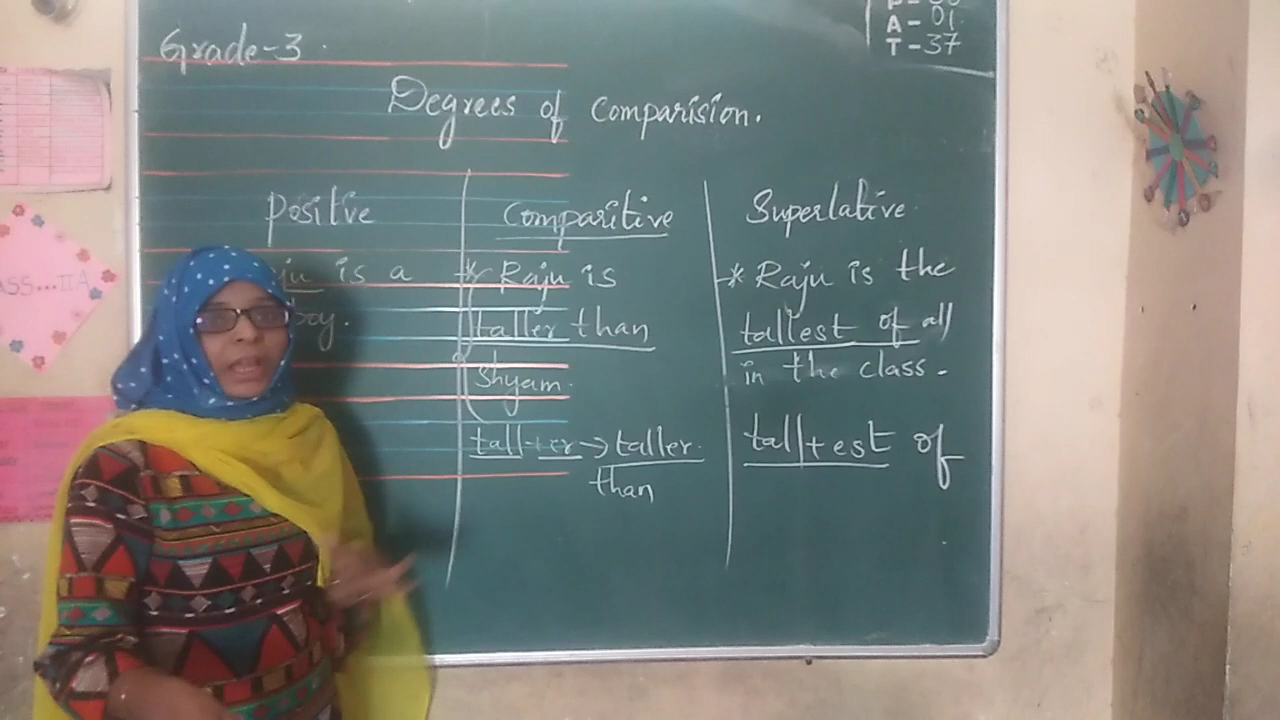 A - 01
T - 37
Grade-3.
Degrees of Comparision.
Positive
is a
boy.
Comparitive
* Raju is
taller than
Shyam.
tall+er → taller.
than
Superlative
* Raju is the
tallest of all
in the class.
tall+est of